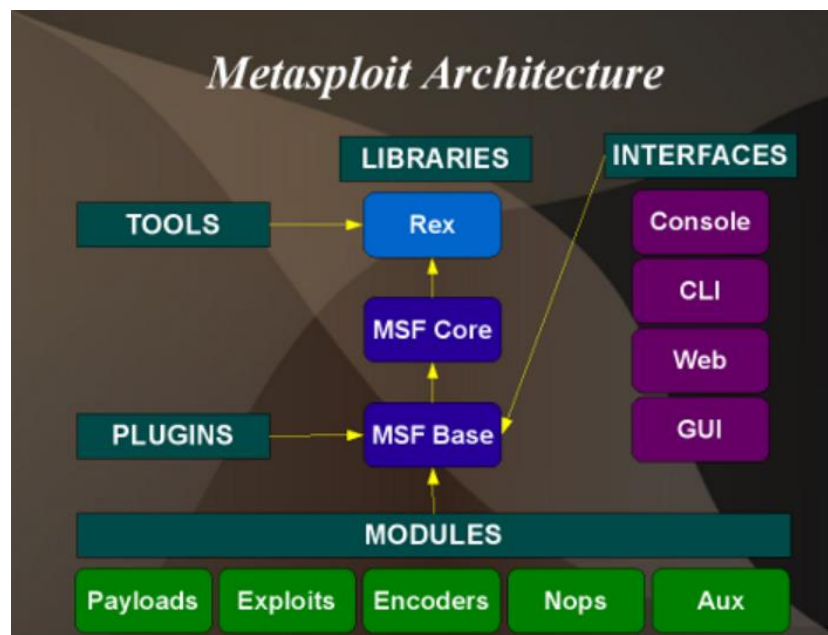 Metasploit Architecture
LIBRARIES
INTERFACES
TOOLS
Rex
Console
MSF Core
CLI
Web
PLUGINS
MSF Base
GUI
MODULES
Payloads
Exploits
Encoders
Nops
Aux